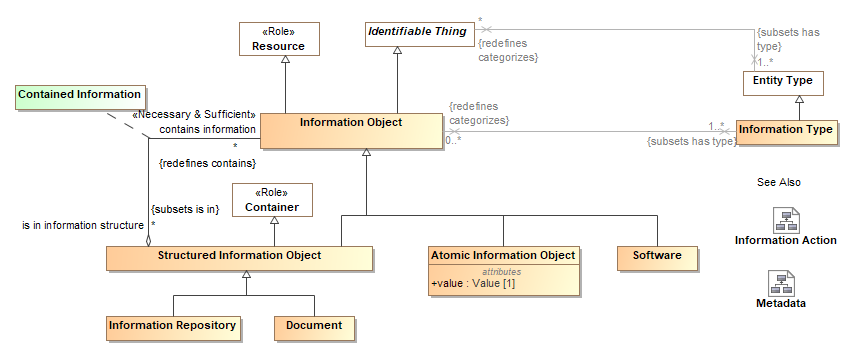 «Role»
Resource
Identifiable Thing
*
{redefines
categorizes}
{subsets has
type}
1..*
Entity Type
Contained Information
«Necessary & Sufficient»
contains information
*
{redefines contains}
Information Object
{redefines
categorizes}
0..*
1..*
{subsets has type}
Information Type
See Also
Information Action
Metadata
«Role»
Container
{subsets is in}
is in information structure
*
Structured Information Object
Atomic Information Object
attributes
+value : Value [1]
Software
Information Repository
Document